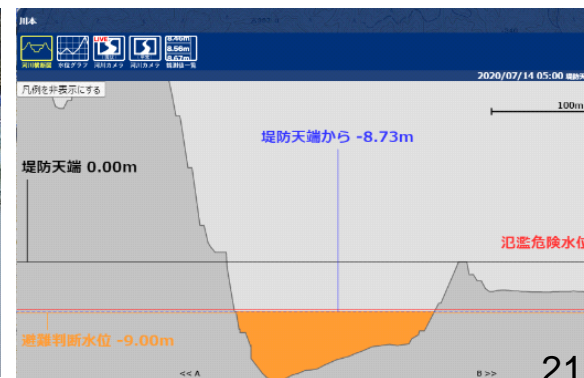 川本
LIVE
8.46m
8.56m
8.67m
河川横断図 水位グラフ 河川カメラ 河川カメラ 観測値一覧
2020/07/14 05:00
凡例を非表示にする
100m
堤防天端から -8.73m
堤防天端 0.00m
氾濫危険水位
避難判断水位 -9.00m
<< A
B >>
21